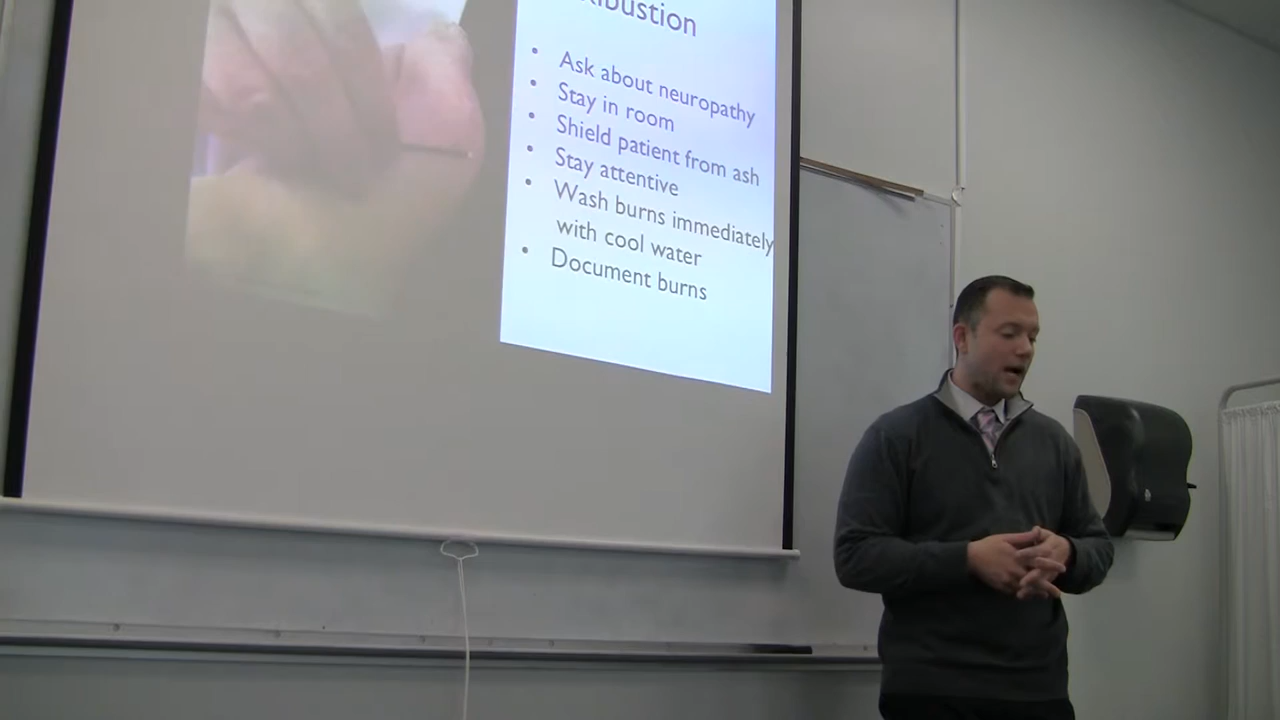 Ask about neuropathy
Stay in room
Shield patient from ash
Stay attentive
Wash burns immediately
with cool water
Document burns